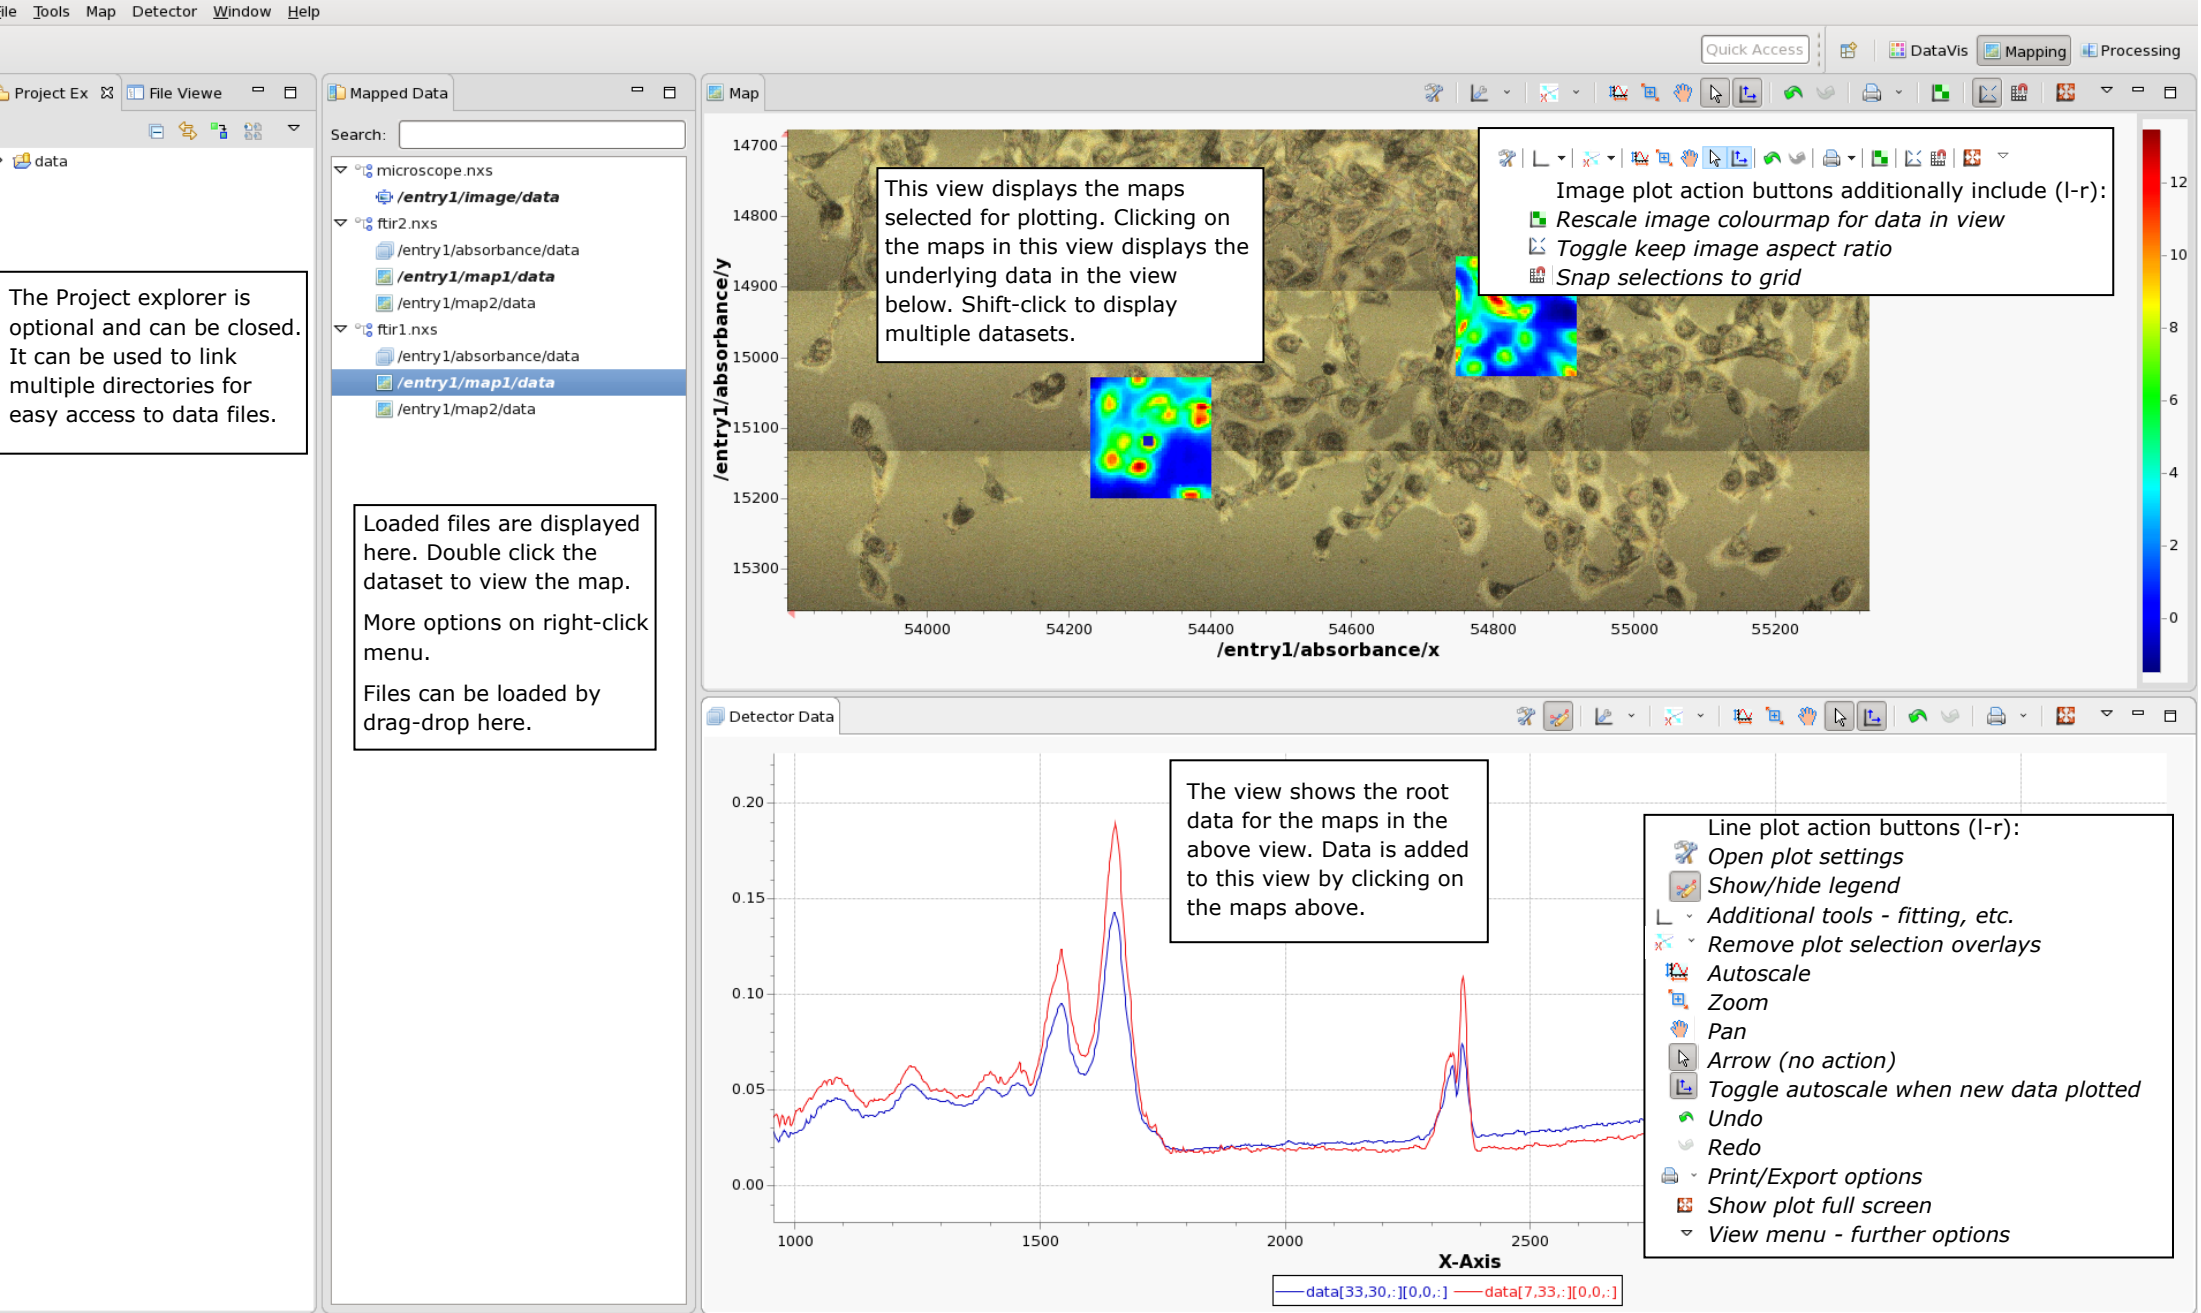 File Tools Map Detector Window Help
Quick Access DataVis Mapping Processing
Project Ex File Viewe
data
The Project explorer is
optional and can be closed.
It can be used to link
multiple directories for
easy access to data files.
Mapped Data
Search:
microscope.nxs
/entry1/image/data
ftir2.nxs
/entry1/absorbance/data
/entry1/map1/data
/entry1/map2/data
ftir1.nxs
/entry1/absorbance/data
/entry1/map1/data
/entry1/map2/data
Loaded files are displayed
here. Double click the
dataset to view the map.
More options on right-click
menu.
Files can be loaded by
drag-drop here.
Map
/entry1/absorbance/y
14700
14800
14900
15000
15100
15200
15300
This view displays the maps
selected for plotting. Clicking on
the maps in this view displays the
underlying data in the view
below. Shift-click to display
multiple datasets.
Image plot action buttons additionally include (l-r):
Rescale image colourmap for data in view
Toggle keep image aspect ratio
Snap selections to grid
54000 54200 54400 54600 54800 55000 55200
/entry1/absorbance/x
12
10
8
6
4
2
0
Detector Data
0.20
0.15
0.10
0.05
0.00
The view shows the root
data for the maps in the
above view. Data is added
to this view by clicking on
the maps above.
Line plot action buttons (l-r):
Open plot settings
Show/hide legend
Additional tools - fitting, etc.
Remove plot selection overlays
Autoscale
Zoom
Pan
Arrow (no action)
Toggle autoscale when new data plotted
Undo
Redo
Print/Export options
Show plot full screen
View menu - further options
1000 1500 2000 2500
X-Axis
data[33,30,:][0,0,:] data[7,33,:][0,0,:]